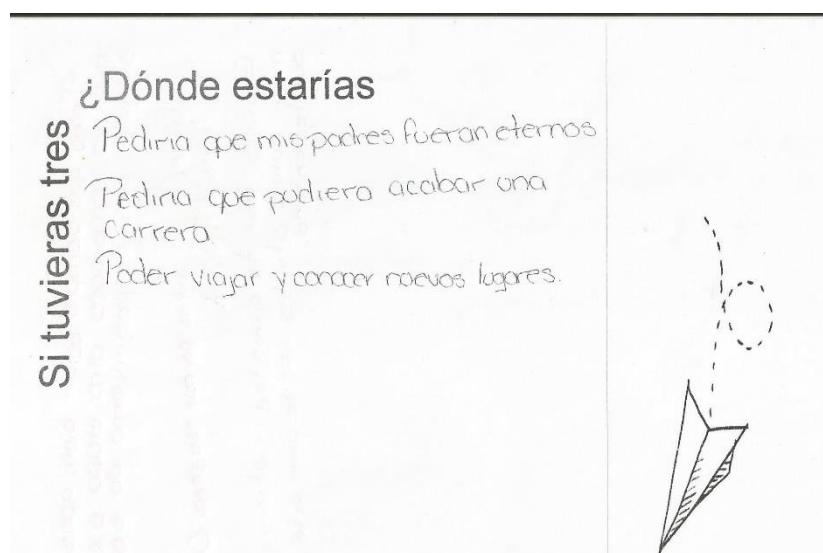 ¿Dónde estarías
Si tuvieras tres
Pediria que mis padres fueran eternos
Pediria que pudiera acabar una
carrera.
Poder viajar y conocer nuevos lugares.